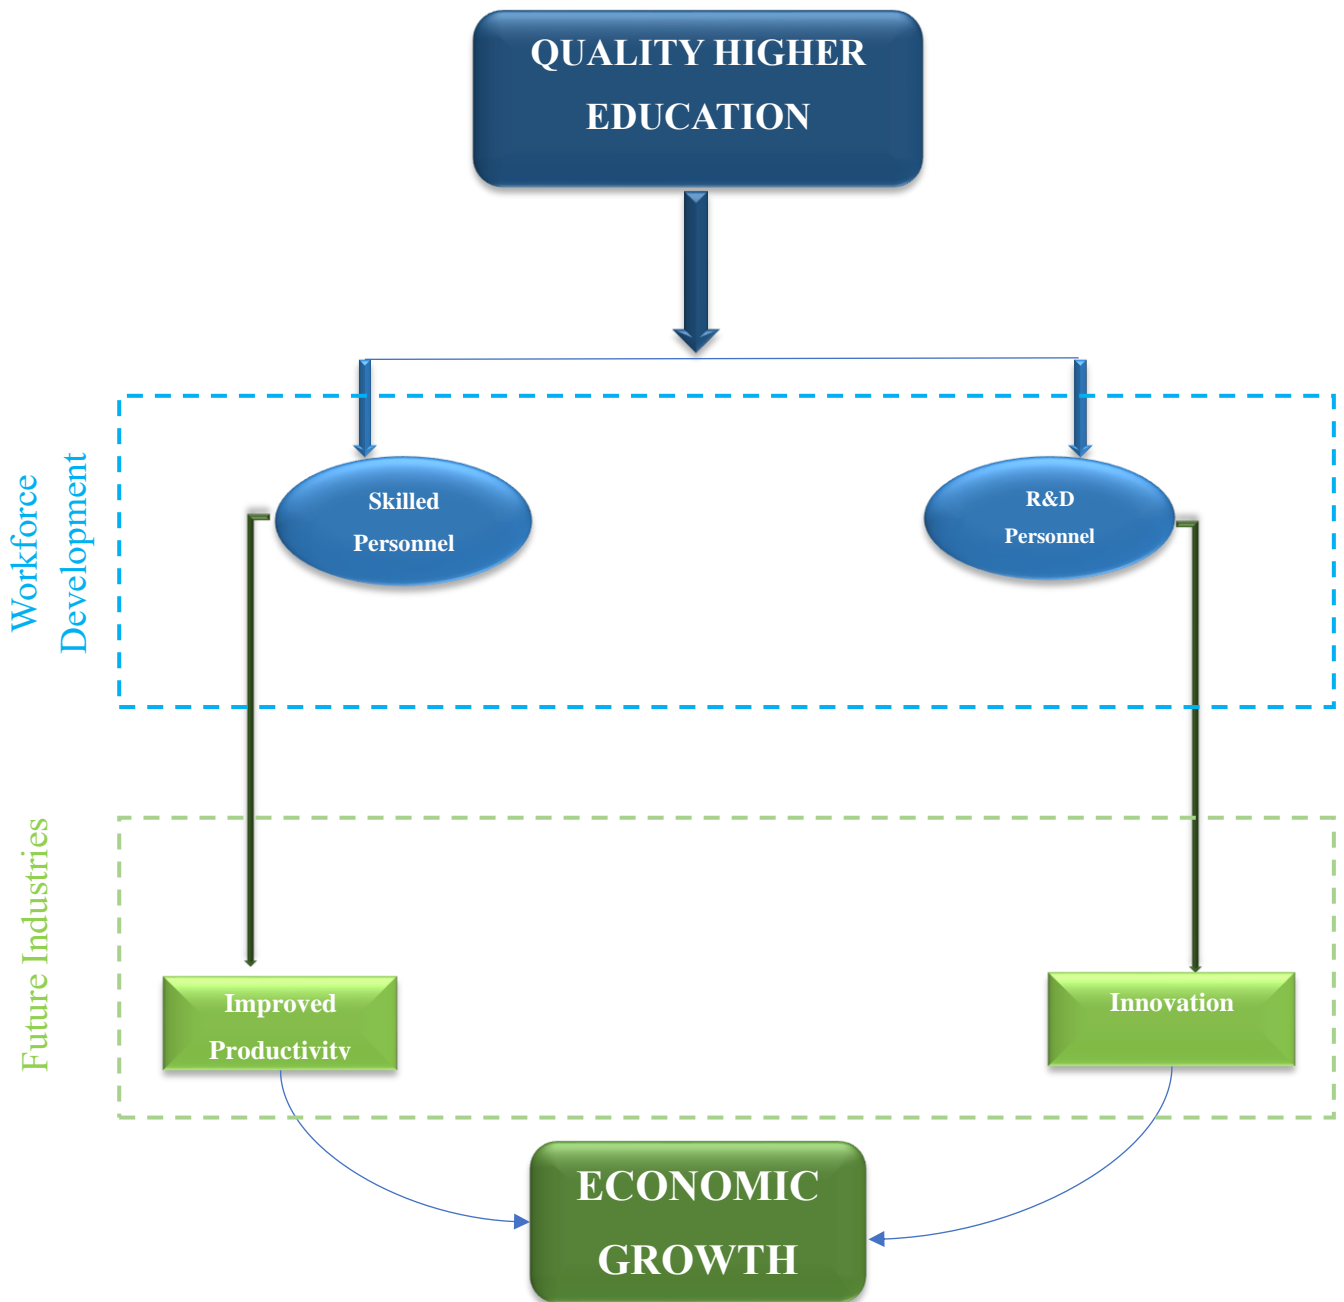 QUALITY HIGHER
EDUCATION
Workforce
Development
Skilled
Personnel
R&D
Personnel
Future Industries
Improved
Productivity
Innovation
ECONOMIC
GROWTH